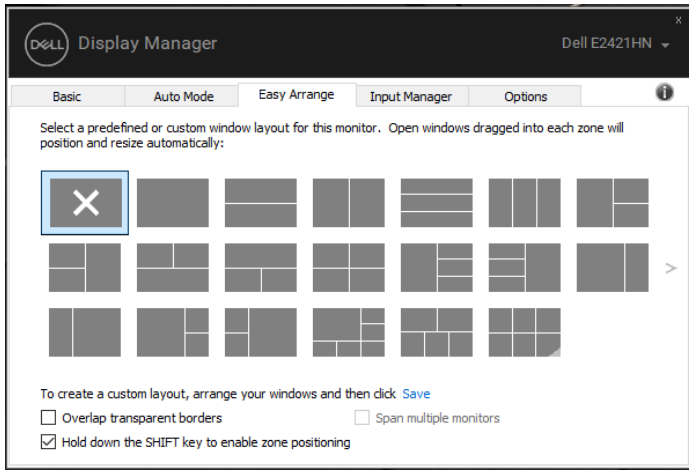 x
DELL Display Manager
Dell E2421HN
Basic Auto Mode Easy Arrange Input Manager Options
Select a predefined or custom window layout for this monitor. Open windows dragged into each zone will
position and resize automatically:
>
To create a custom layout, arrange your windows and then click Save
Overlap transparent borders Span multiple monitors
Hold down the SHIFT key to enable zone positioning